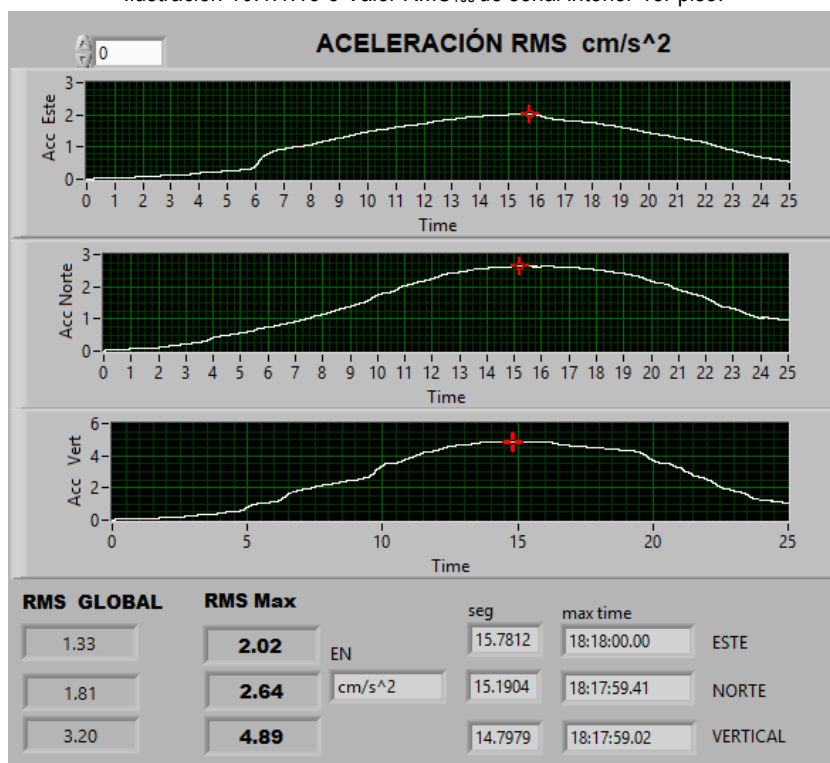 ACELERACIÓN RMS cm/s^2
0
Acc Este
3
2
1
0
0 1 2 3 4 5 6 7 8 9 10 11 12 13 14 15 16 17 18 19 20 21 22 23 24 25
Time
Acc Norte
3
2
1
0
0 1 2 3 4 5 6 7 8 9 10 11 12 13 14 15 16 17 18 19 20 21 22 23 24 25
Time
Acc Vert
6
4
2
0
0 5 10 15 20 25
Time
RMS GLOBAL RMS Max seg max time
1.33 2.02 15.7812 18:18:00.00 ESTE
EN
1.81 2.64 cm/s^2 15.1904 18:17:59.41 NORTE
3.20 4.89 14.7979 18:17:59.02 VERTICAL